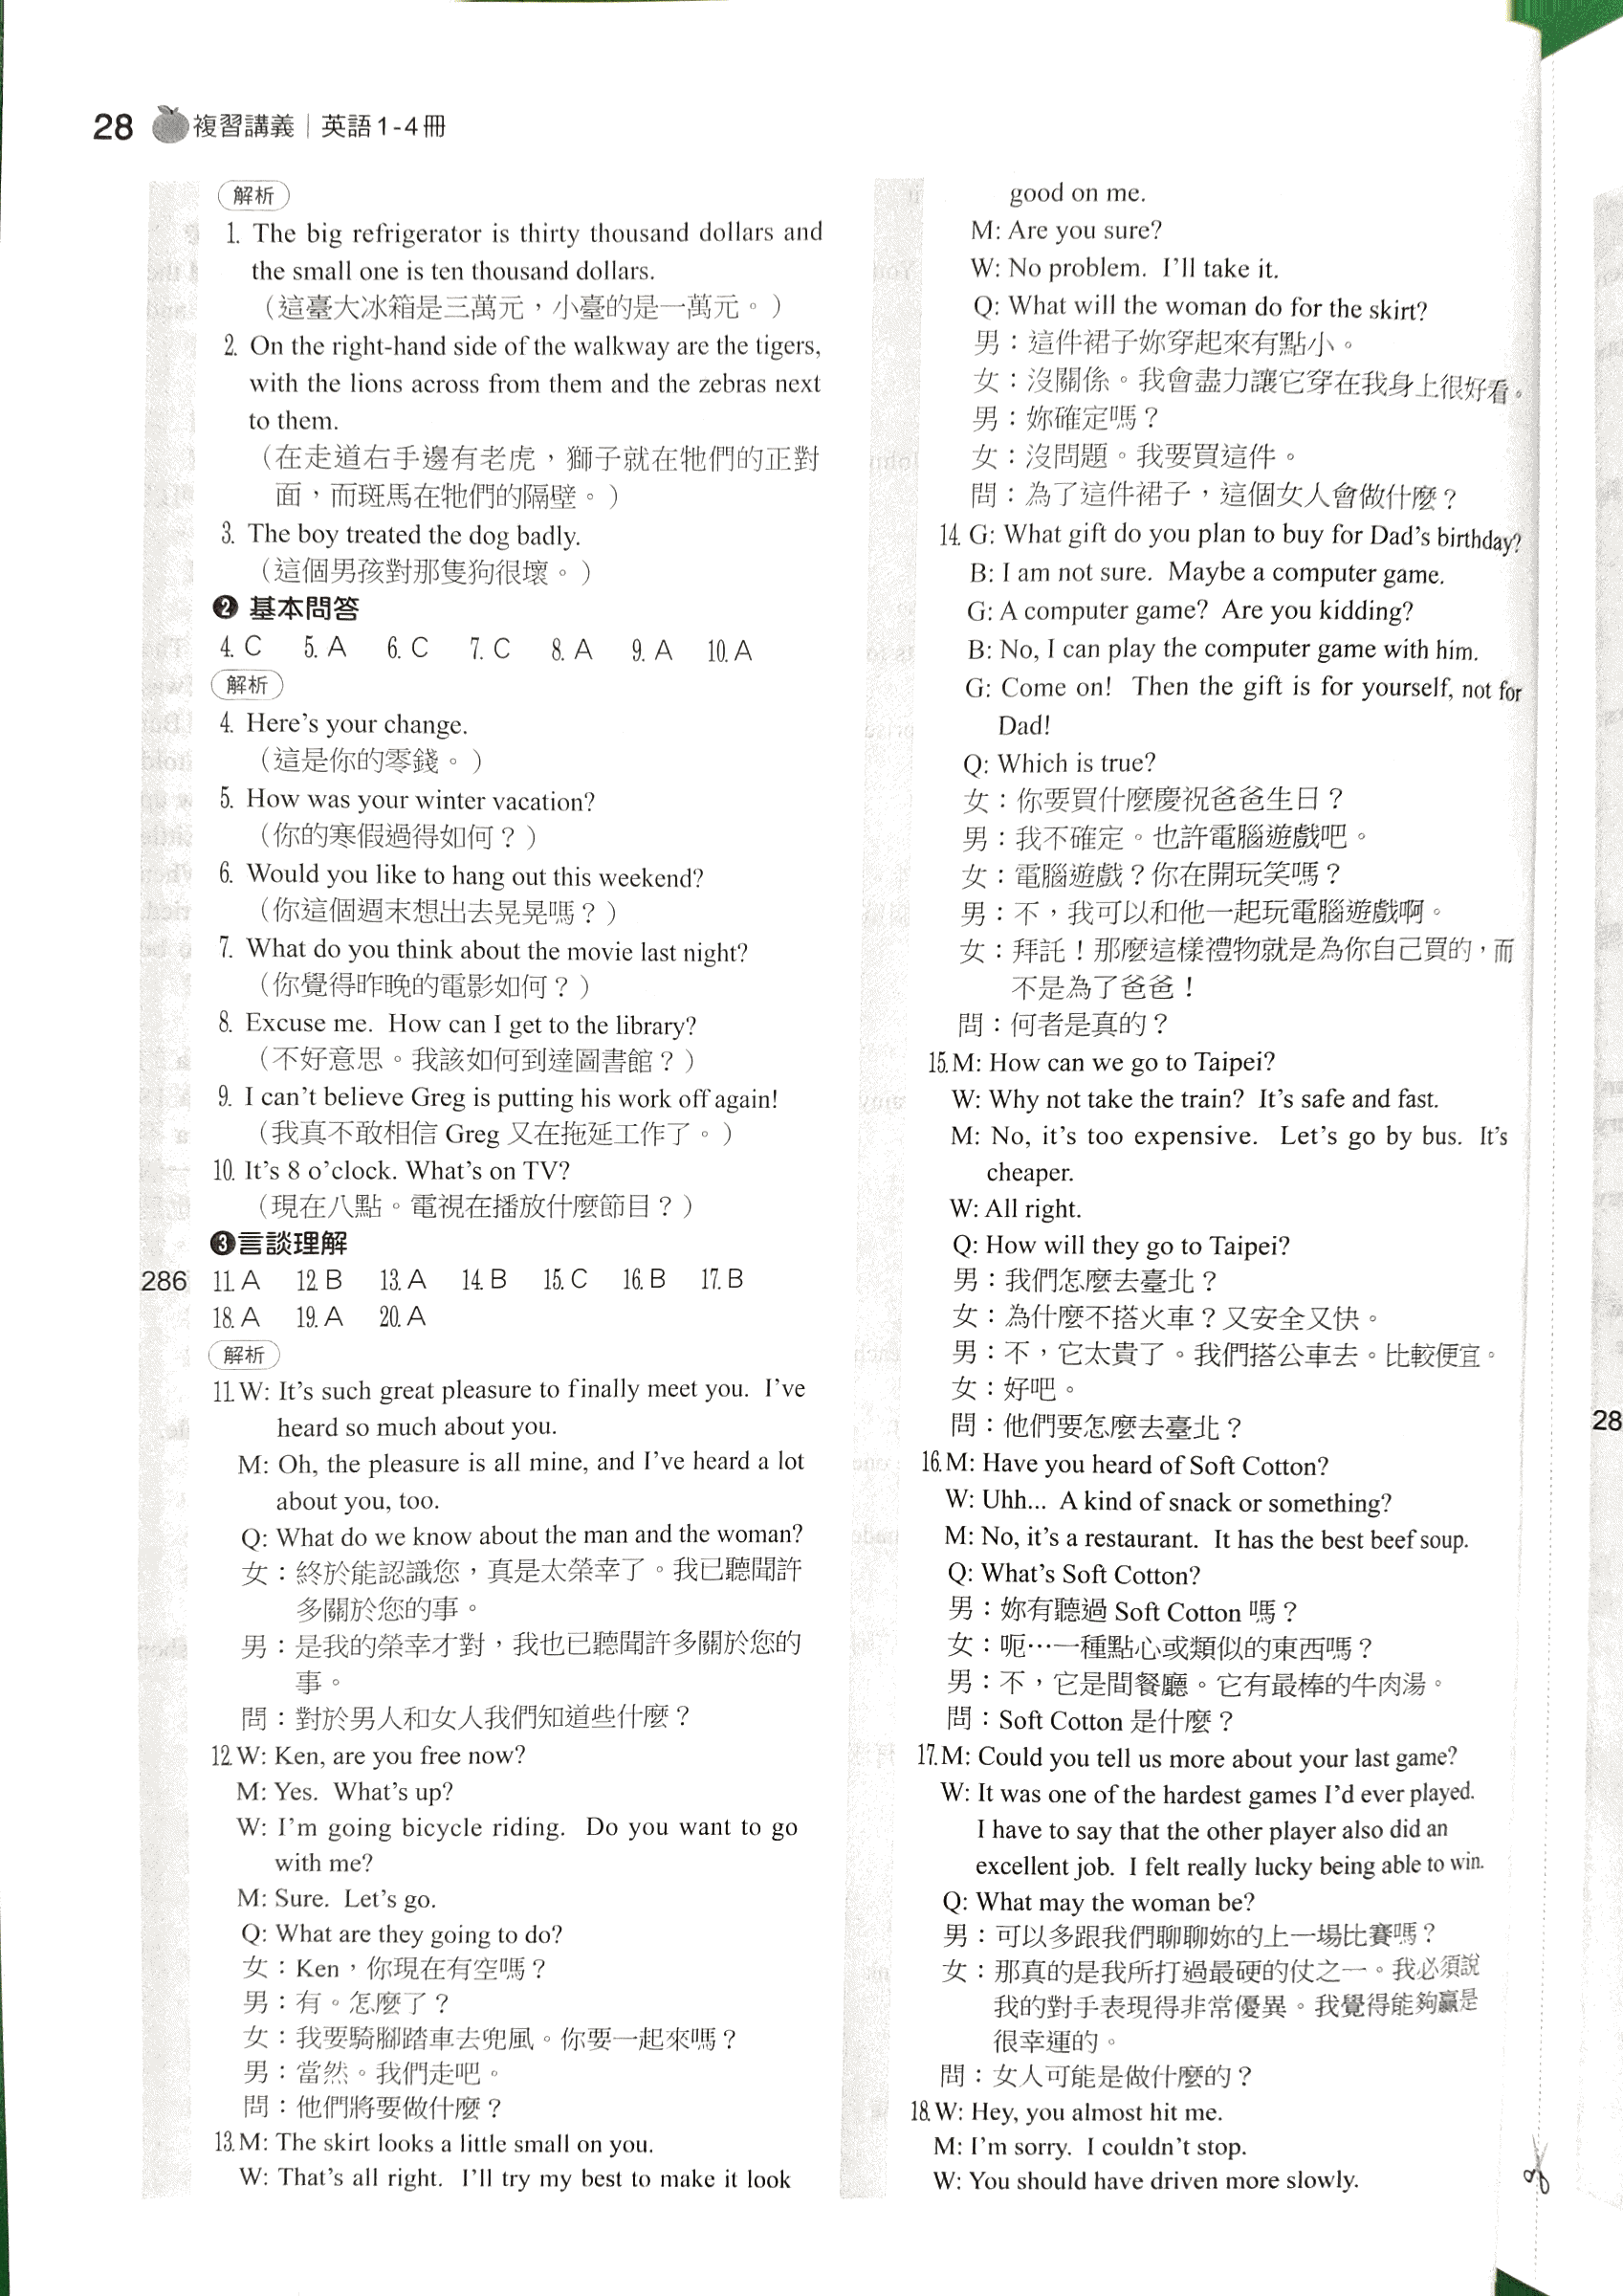 28 複習講義｜英語1-4冊
解析
1. The big refrigerator is thirty thousand dollars and
the small one is ten thousand dollars.
（這臺大冰箱是三萬元，小臺的是一萬元。）
2. On the right-hand side of the walkway are the tigers,
with the lions across from them and the zebras next
to them.
（在走道右手邊有老虎，獅子就在牠們的正對
面，而斑馬在牠們的隔壁。）
3. The boy treated the dog badly.
（這個男孩對那隻狗很壞。）
❷ 基本問答
4. C 5. A 6. C 7. C 8. A 9. A 10. A
解析
4. Here's your change.
（這是你的零錢。）
5. How was your winter vacation?
（你的寒假過得如何？）
6. Would you like to hang out this weekend?
（你這個週末想出去晃晃嗎？）
7. What do you think about the movie last night?
（你覺得昨晚的電影如何？）
8. Excuse me. How can I get to the library?
（不好意思。我該如何到達圖書館？）
9. I can't believe Greg is putting his work off again!
（我真不敢相信 Greg 又在拖延工作了。）
10. It's 8 o'clock. What's on TV?
（現在八點。電視在播放什麼節目？）
❸言談理解
286 11. A 12. B 13. A 14. B 15. C 16. B 17. B
18. A 19. A 20. A
解析
11. W: It's such great pleasure to finally meet you. I've
heard so much about you.
M: Oh, the pleasure is all mine, and I've heard a lot
about you, too.
Q: What do we know about the man and the woman?
女：終於能認識您，真是太榮幸了。我已聽聞許
多關於您的事。
男：是我的榮幸才對，我也已聽聞許多關於您的
事。
問：對於男人和女人我們知道些什麼？
12. W: Ken, are you free now?
M: Yes. What's up?
W: I'm going bicycle riding. Do you want to go
with me?
M: Sure. Let's go.
Q: What are they going to do?
女：Ken，你現在有空嗎？
男：有。怎麼了？
女：我要騎腳踏車去兜風。你要一起來嗎？
男：當然。我們走吧。
問：他們將要做什麼？
13. M: The skirt looks a little small on you.
W: That's all right. I'll try my best to make it look
good on me.
M: Are you sure?
W: No problem. I'll take it.
Q: What will the woman do for the skirt?
男：這件裙子妳穿起來有點小。
女：沒關係。我會盡力讓它穿在我身上很好看。
男：妳確定嗎？
女：沒問題。我要買這件。
問：為了這件裙子，這個女人會做什麼？
14. G: What gift do you plan to buy for Dad's birthday?
B: I am not sure. Maybe a computer game.
G: A computer game? Are you kidding?
B: No, I can play the computer game with him.
G: Come on! Then the gift is for yourself, not for
Dad!
Q: Which is true?
女：你要買什麼慶祝爸爸生日？
男：我不確定。也許電腦遊戲吧。
女：電腦遊戲？你在開玩笑嗎？
男：不，我可以和他一起玩電腦遊戲啊。
女：拜託！那麼這樣禮物就是為你自己買的，而
不是為了爸爸！
問：何者是真的？
15. M: How can we go to Taipei?
W: Why not take the train? It's safe and fast.
M: No, it's too expensive. Let's go by bus. It's
cheaper.
W: All right.
Q: How will they go to Taipei?
男：我們怎麼去臺北？
女：為什麼不搭火車？又安全又快。
男：不，它太貴了。我們搭公車去。比較便宜。
女：好吧。
問：他們要怎麼去臺北？
16. M: Have you heard of Soft Cotton?
W: Uhh... A kind of snack or something?
M: No, it's a restaurant. It has the best beef soup.
Q: What's Soft Cotton?
男：妳有聽過 Soft Cotton 嗎？
女：呃…一種點心或類似的東西嗎？
男：不，它是間餐廳。它有最棒的牛肉湯。
問：Soft Cotton 是什麼？
17. M: Could you tell us more about your last game?
W: It was one of the hardest games I'd ever played.
I have to say that the other player also did an
excellent job. I felt really lucky being able to win.
Q: What may the woman be?
男：可以多跟我們聊聊妳的上一場比賽嗎？
女：那真的是我所打過最硬的仗之一。我必須說
我的對手表現得非常優異。我覺得能夠贏是
很幸運的。
問：女人可能是做什麼的？
18. W: Hey, you almost hit me.
M: I'm sorry. I couldn't stop.
W: You should have driven more slowly.
28